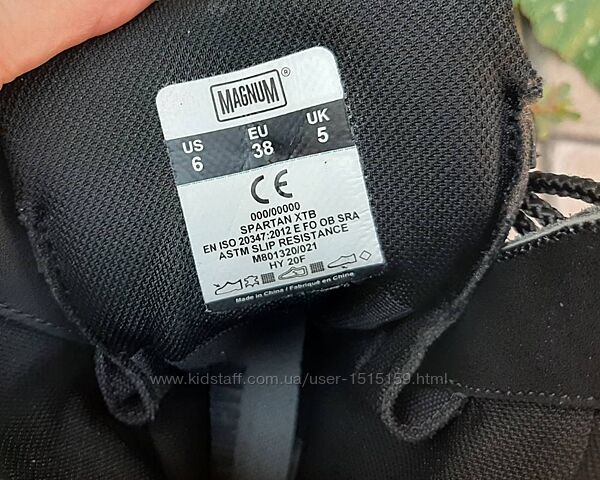 MAGNUM ®
US EU UK
6 38 5
CE
000/00000
SPARTAN XTB
EN ISO 20347:2012 E FO OB SRA
ASTM SLIP RESISTANCE
M801320/021
HY 20F
Made in China / Fabriqué en Chine
www.kidstaff.com.ua/user-1515159.html